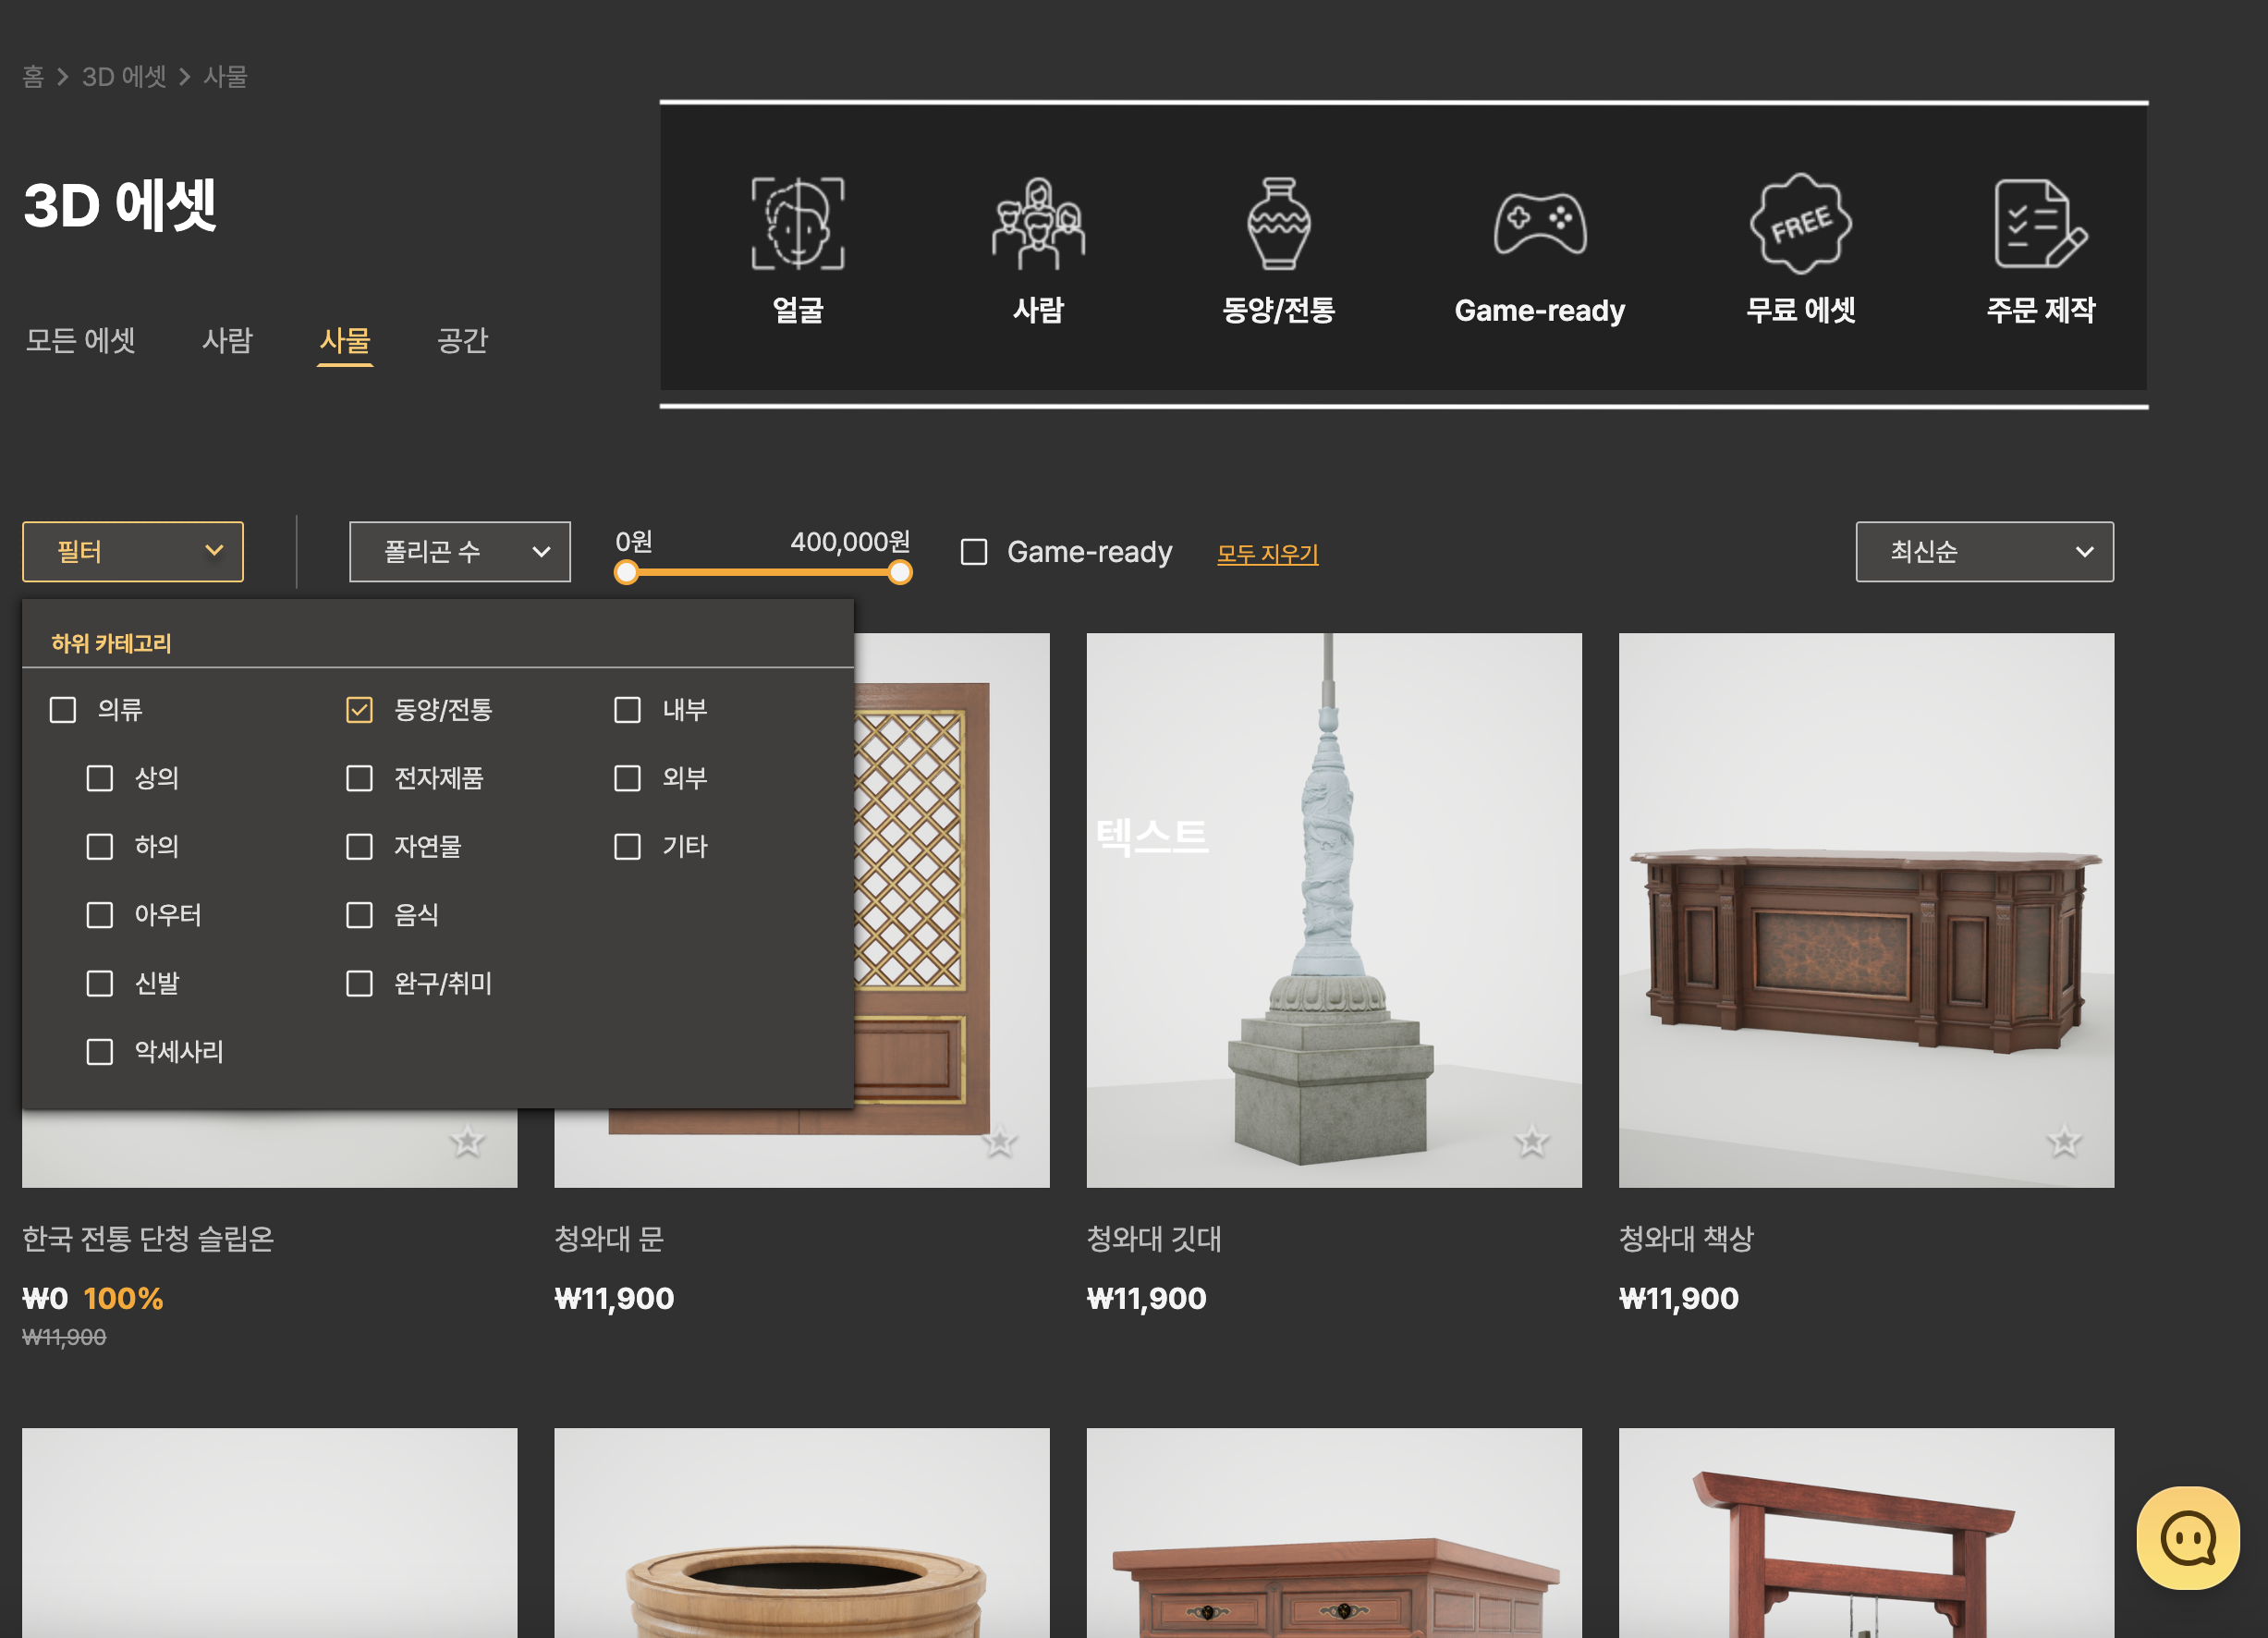 홈 > 3D 에셋 > 사물
3D 에셋
모든 에셋 사람 사물 공간
얼굴 사람 동양/전통 Game-ready 무료 에셋 주문 제작
FREE
필터 폴리곤 수 0원 400,000원 Game-ready 모두 지우기 최신순
하위 카테고리
의류 동양/전통 내부
상의 전자제품 외부
하의 자연물 기타
아우터 음식
신발 완구/취미
악세사리
텍스트
한국 전통 단청 슬립온
₩0 100%
₩11,900
청와대 문
₩11,900
청와대 깃대
₩11,900
청와대 책상
₩11,900